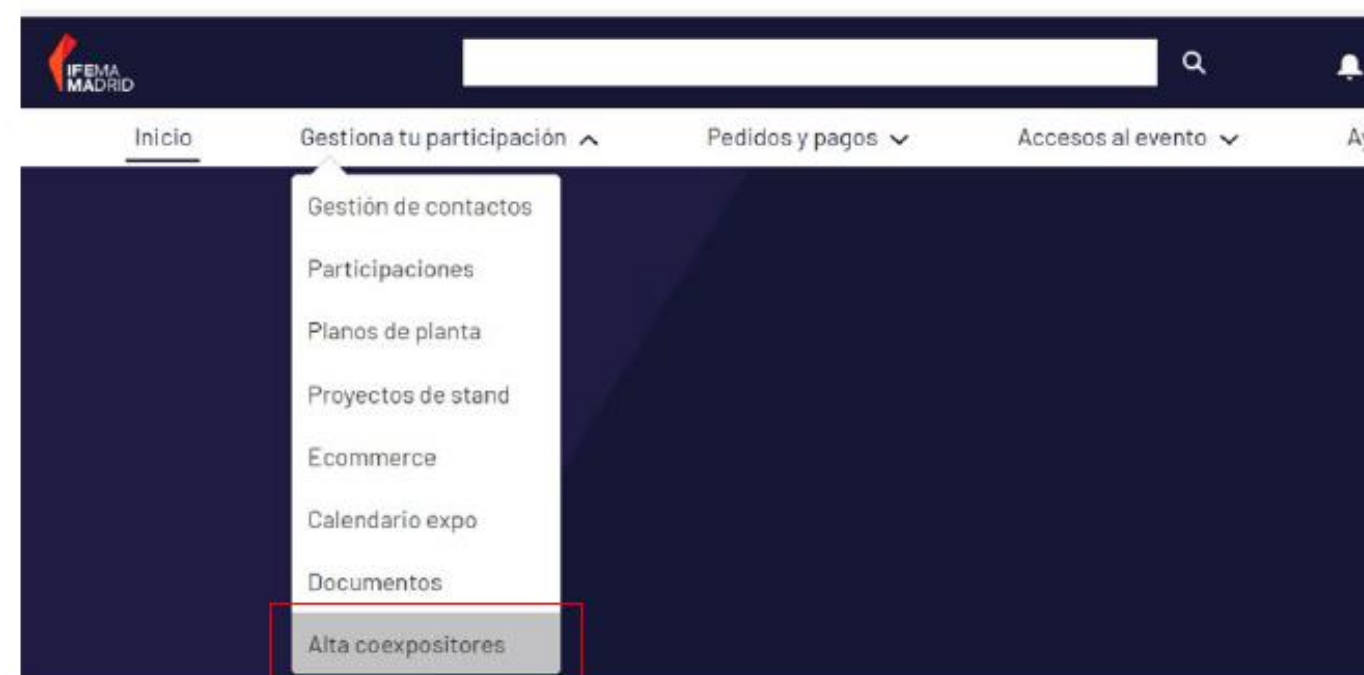 IFEMA
MADRID
Inicio Gestiona tu participación Pedidos y pagos Accesos al evento
Gestión de contactos
Participaciones
Planos de planta
Proyectos de stand
Ecommerce
Calendario expo
Documentos
Alta coexpositores